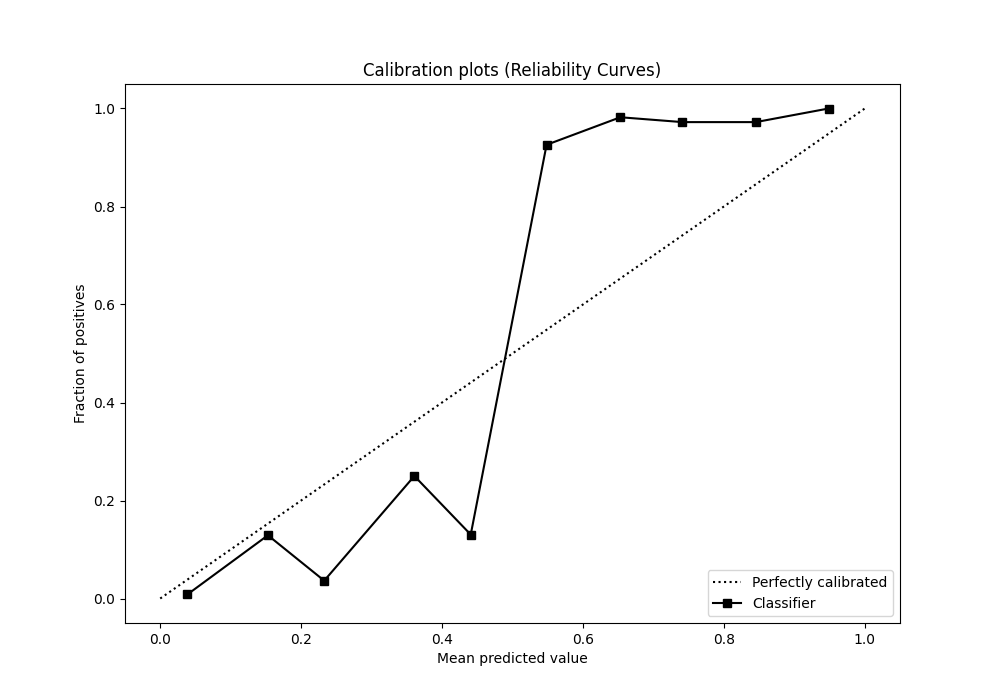 Calibration plots (Reliability Curves)
1.0
0.8
0.6
0.4
0.2
0.0
Fraction of positives
0.0 0.2 0.4 0.6 0.8 1.0
Mean predicted value
Perfectly calibrated
Classifier